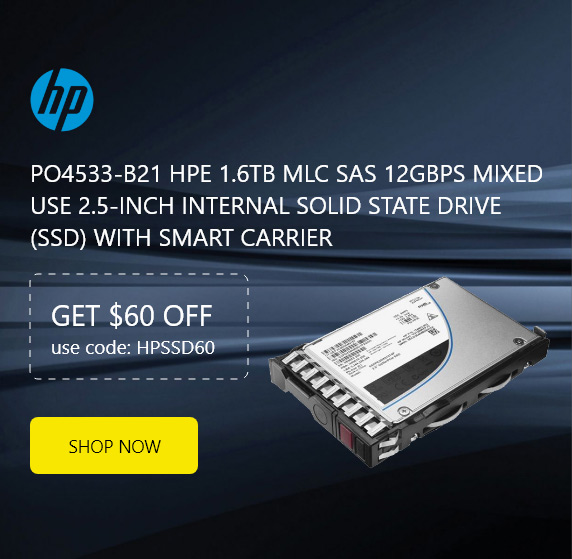 hp
PO4533-B21 HPE 1.6TB MLC SAS 12GBPS MIXED
USE 2.5-INCH INTERNAL SOLID STATE DRIVE
(SSD) WITH SMART CARRIER
GET $60 OFF
use code: HPSSD60
SHOP NOW